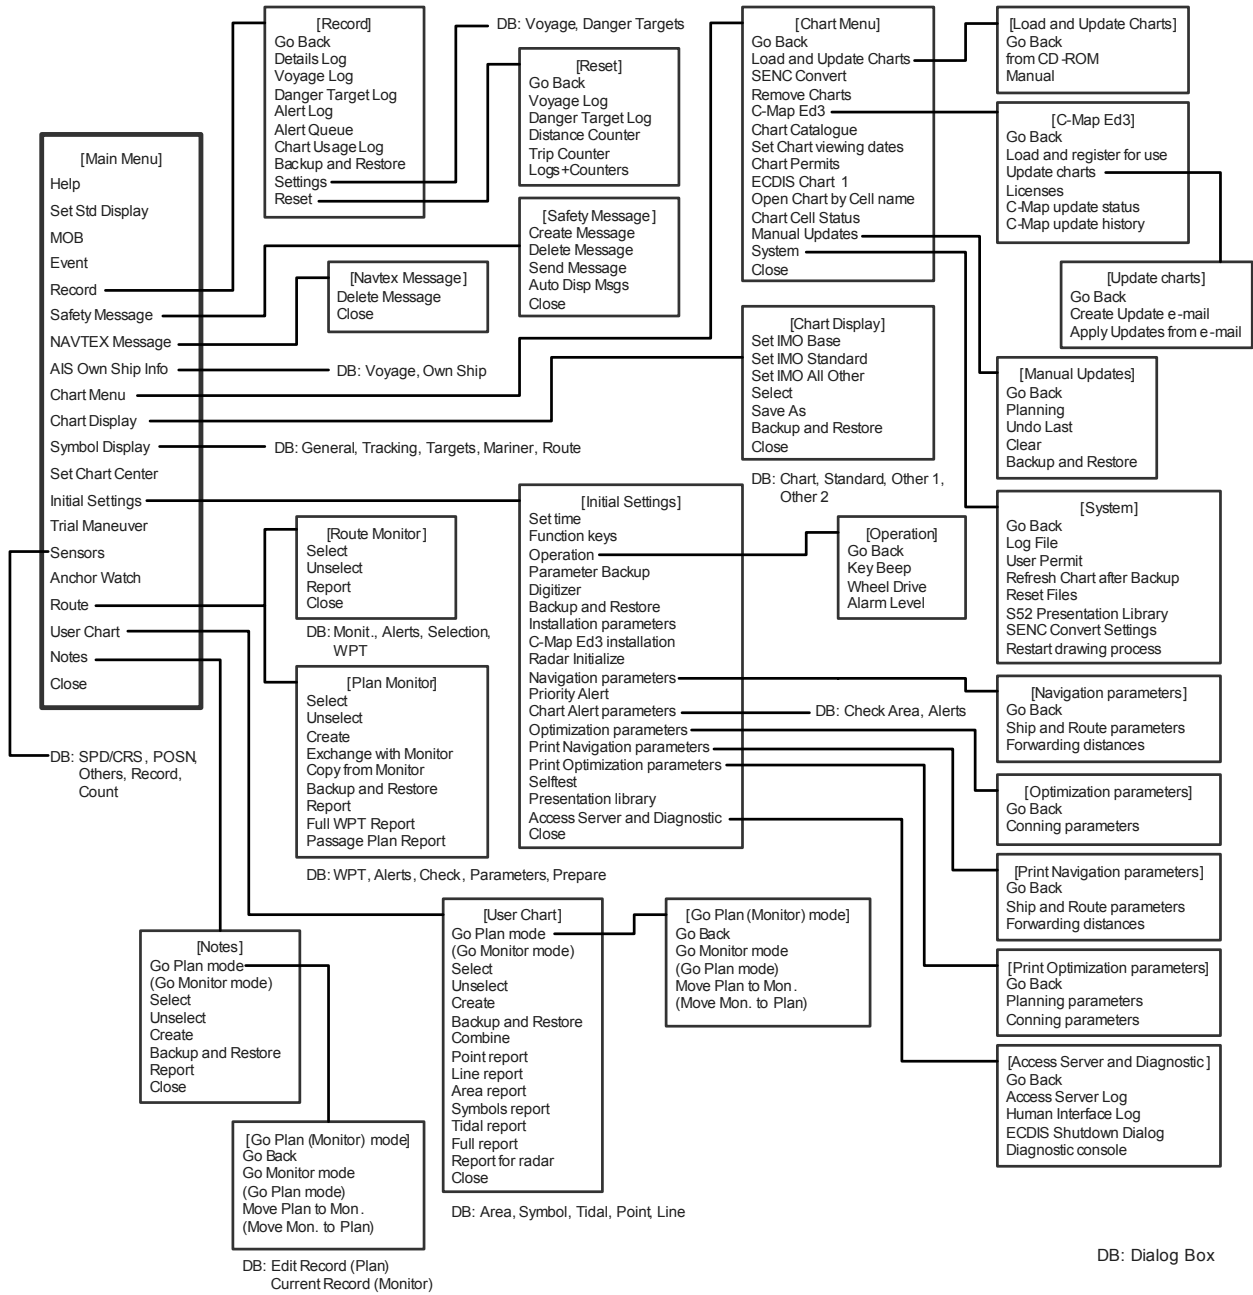 [Main Menu]
Help
Set Std Display
MOB
Event
Record
Safety Message
NAVTEX Message
AIS Own Ship Info
Chart Menu
Chart Display
Symbol Display
Set Chart Center
Initial Settings
Trial Maneuver
Sensors
Anchor Watch
Route
User Chart
Notes
Close
DB: SPD/CRS, POSN,
Others, Record,
Count
[Record]
Go Back
Details Log
Voyage Log
Danger Target Log
Alert Log
Alert Queue
Chart Usage Log
Backup and Restore
Settings
Reset
DB: Voyage, Danger Targets
[Reset]
Go Back
Voyage Log
Danger Target Log
Distance Counter
Trip Counter
Logs+Counters
[Safety Message]
Create Message
Delete Message
Send Message
Auto Disp Msgs
Close
[Navtex Message]
Delete Message
Close
DB: Voyage, Own Ship
DB: General, Tracking, Targets, Mariner, Route
[Chart Menu]
Go Back
Load and Update Charts
SENC Convert
Remove Charts
C-Map Ed3
Chart Catalogue
Set Chart viewing dates
Chart Permits
ECDIS Chart 1
Open Chart by Cell name
Chart Cell Status
Manual Updates
System
Close
[Load and Update Charts]
Go Back
from CD-ROM
Manual
[C-Map Ed3]
Go Back
Load and register for use
Update charts
Licenses
C-Map update status
C-Map update history
[Update charts]
Go Back
Create Update e-mail
Apply Updates from e-mail
[Chart Display]
Set IMO Base
Set IMO Standard
Set IMO All Other
Select
Save As
Backup and Restore
Close
DB: Chart, Standard, Other 1,
Other 2
[Manual Updates]
Go Back
Planning
Undo Last
Clear
Backup and Restore
[System]
Go Back
Log File
User Permit
Refresh Chart after Backup
Reset Files
S52 Presentation Library
SENC Convert Settings
Restart drawing process
[Initial Settings]
Set time
Function keys
Operation
Parameter Backup
Digitizer
Backup and Restore
Installation parameters
C-Map Ed3 installation
Radar Initialize
Navigation parameters
Priority Alert
Chart Alert parameters
Optimization parameters
Print Navigation parameters
Print Optimization parameters
Selftest
Presentation library
Access Server and Diagnostic
Close
[Operation]
Go Back
Key Beep
Wheel Drive
Alarm Level
DB: Check Area, Alerts
[Navigation parameters]
Go Back
Ship and Route parameters
Forwarding distances
[Optimization parameters]
Go Back
Conning parameters
[Print Navigation parameters]
Go Back
Ship and Route parameters
Forwarding distances
[Print Optimization parameters]
Go Back
Planning parameters
Conning parameters
[Access Server and Diagnostic]
Go Back
Access Server Log
Human Interface Log
ECDIS Shutdown Dialog
Diagnostic console
[Route Monitor]
Select
Unselect
Report
Close
DB: Monit., Alerts, Selection,
WPT
[Plan Monitor]
Select
Unselect
Create
Exchange with Monitor
Copy from Monitor
Backup and Restore
Report
Full WPT Report
Passage Plan Report
DB: WPT, Alerts, Check, Parameters, Prepare
[User Chart]
Go Plan mode
(Go Monitor mode)
Select
Unselect
Create
Backup and Restore
Combine
Point report
Line report
Area report
Symbols report
Tidal report
Full report
Report for radar
Close
DB: Area, Symbol, Tidal, Point, Line
[Go Plan (Monitor) mode]
Go Back
Go Monitor mode
(Go Plan mode)
Move Plan to Mon.
(Move Mon. to Plan)
[Notes]
Go Plan mode
(Go Monitor mode)
Select
Unselect
Create
Backup and Restore
Report
Close
[Go Plan (Monitor) mode]
Go Back
Go Monitor mode
(Go Plan mode)
Move Plan to Mon.
(Move Mon. to Plan)
DB: Edit Record (Plan)
Current Record (Monitor)
DB: Dialog Box